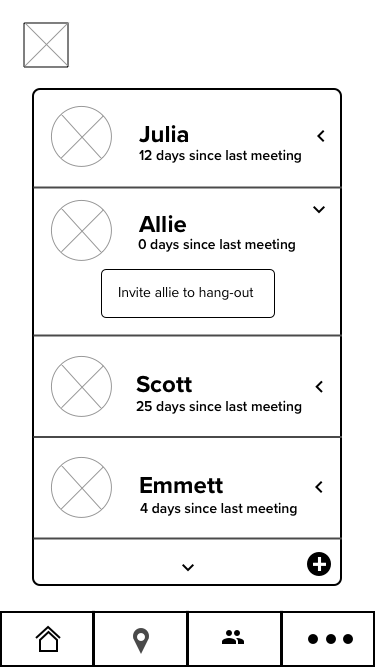 Julia
12 days since last meeting
Allie
0 days since last meeting
Invite allie to hang-out
Scott
25 days since last meeting
Emmett
4 days since last meeting